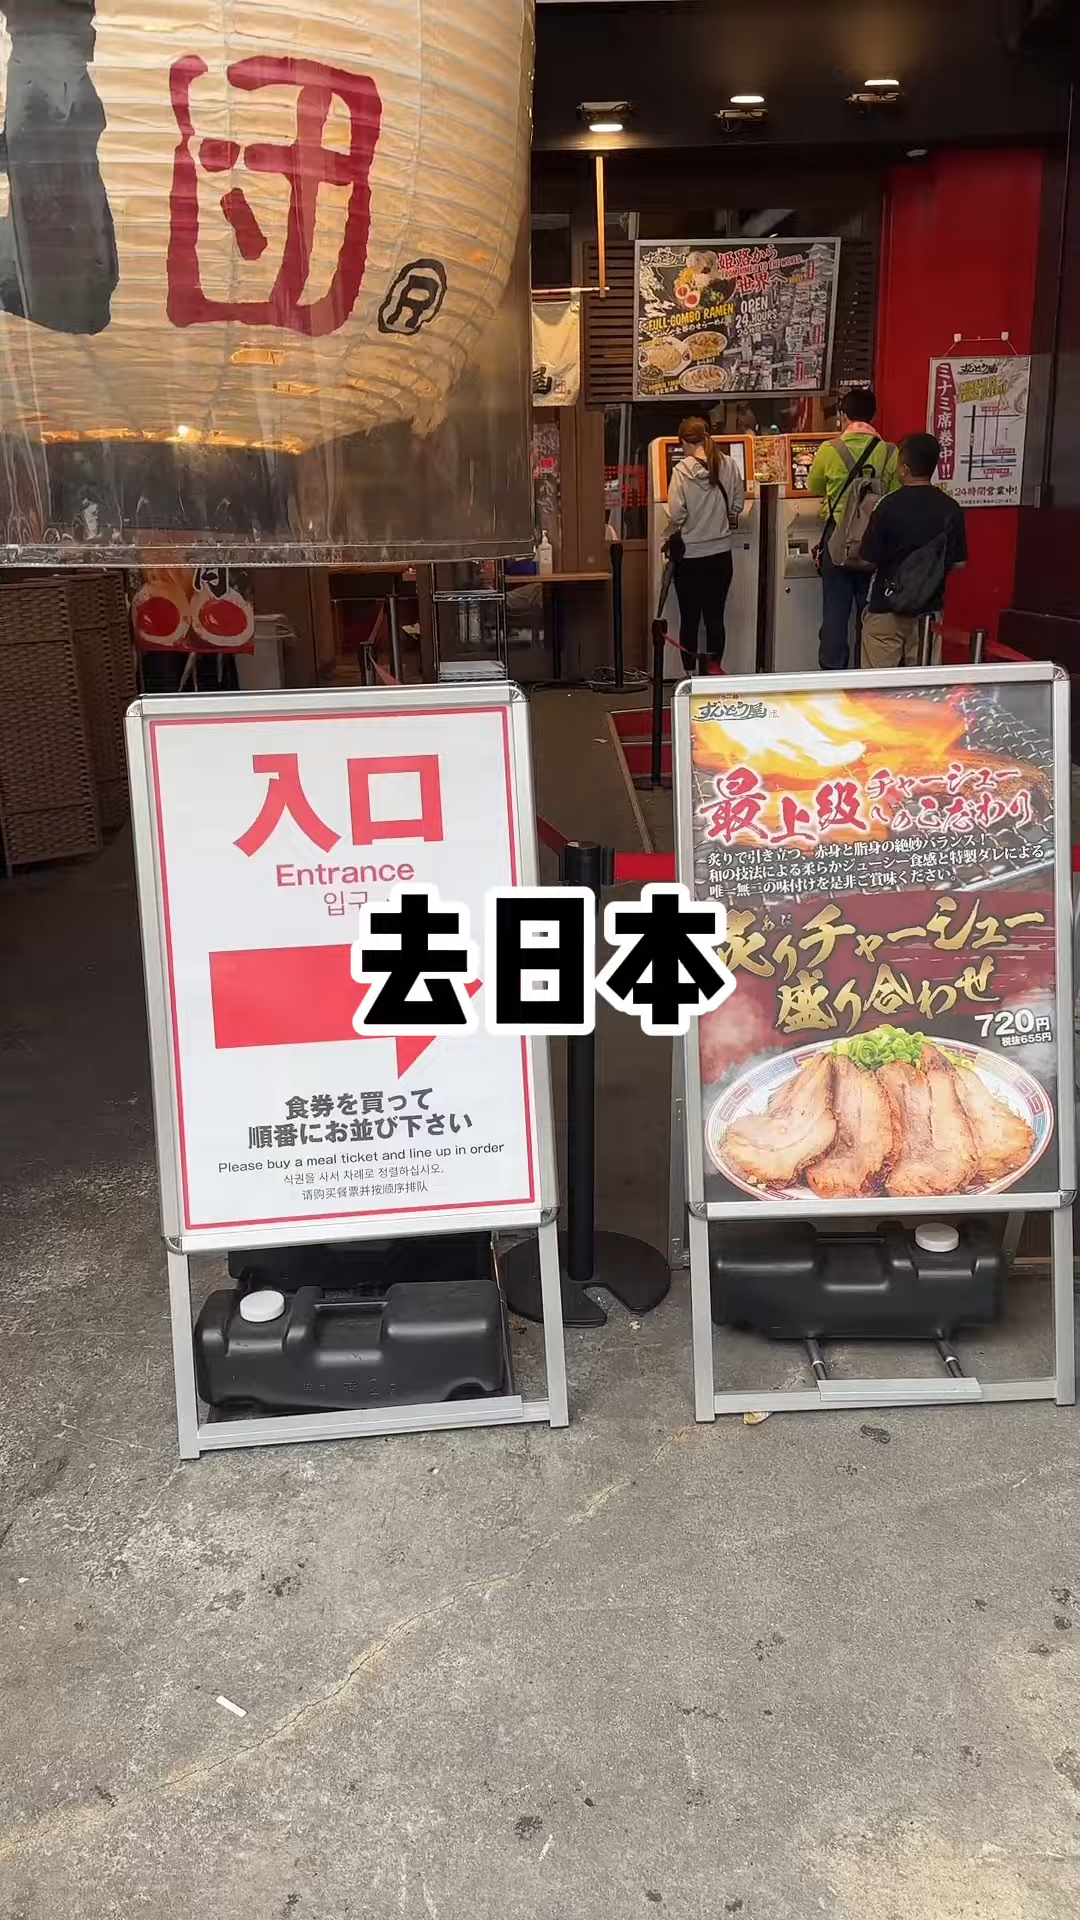 団
®
姫路から
FROM HIMEJI TO THE WORLD
世界へ
FULL-COMBO RAMEN
OPEN
24 HOURS
ミナミ席巻中!!
24時間営業中!
入口
Entrance
입구
食券を買って
順番にお並び下さい
Please buy a meal ticket and line up in order
식권을 사서 차례로 정렬하십시오.
请购买餐票并按顺序排队
去日本
ラー麺
ずんどう屋
最上級チャーシューへのこだわり
炙りで引き立つ、赤身と脂身の絶妙バランス!
和の技法による柔らかジューシー食感と特製ダレによる
唯一無二の味付けを是非ご賞味ください。
炙りチャーシュー
盛り合わせ
720円
税抜655円